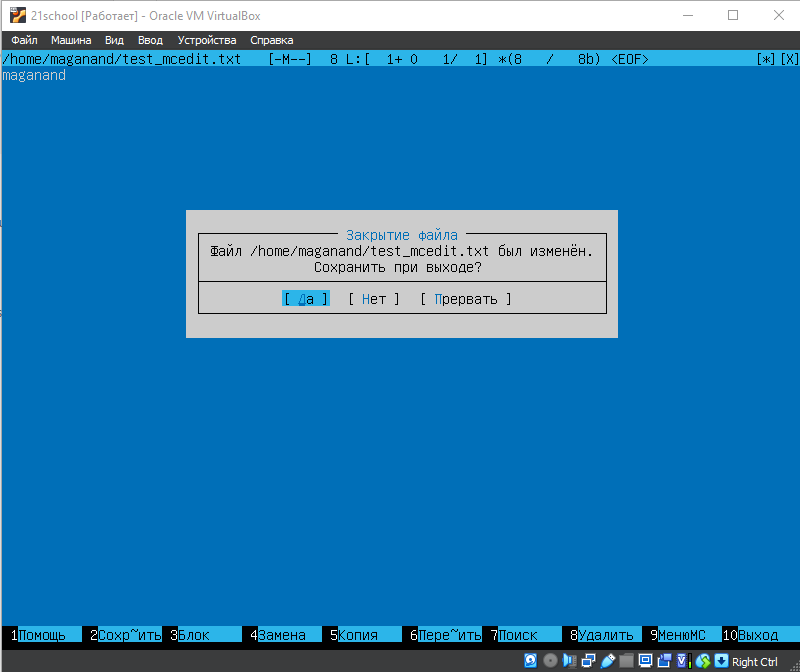 21school [Работает] - Oracle VM VirtualBox
Файл Машина Вид Ввод Устройства Справка
/home/maganand/test_mcedit.txt [-M--] 8 L:[ 1+ 0 1/ 1] *(8 / 8b) <EOF> [*][X]
maganand
Закрытие файла
Файл /home/maganand/test_mcedit.txt был изменён.
Сохранить при выходе?
[ Да ] [ Нет ] [ Прервать ]
1Помощь 2Сохр~ить 3Блок 4Замена 5Копия 6Пере~ить 7Поиск 8Удалить 9МенюMC 10Выход
Right Ctrl